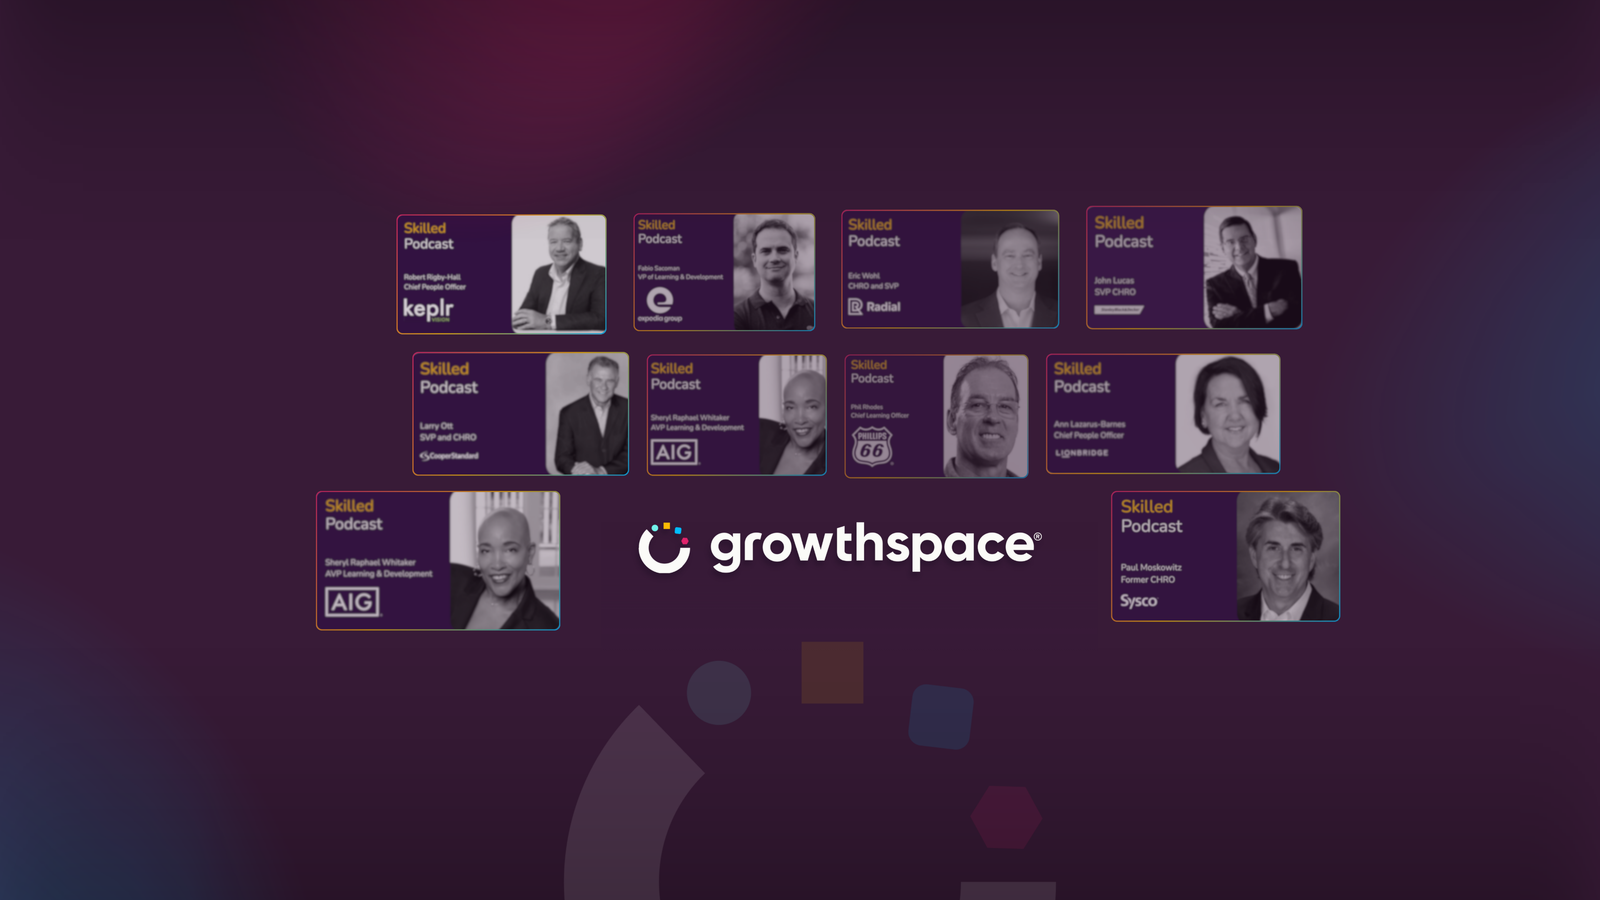 Skilled
Podcast
Robert Rigby-Hall
Chief People Officer
keplr
VISION
Skilled
Podcast
Fabio Sacoman
VP of Learning & Development
expedia group
Skilled
Podcast
Eric Wohl
CHRO and SVP
Radial
Skilled
Podcast
John Lucas
SVP CHRO
Skilled
Podcast
Larry Ott
SVP and CHRO
CooperStandard
Skilled
Podcast
Sheryl Raphael Whitaker
AVP Learning & Development
AIG
Skilled
Podcast
Phil Rhodes
Chief Learning Officer
PHILLIPS
66
Skilled
Podcast
Ann Lazarus-Barnes
Chief People Officer
LIONBRIDGE
Skilled
Podcast
Sheryl Raphael Whitaker
AVP Learning & Development
AIG
growthspace®
Skilled
Podcast
Paul Moskowitz
Former CHRO
Sysco